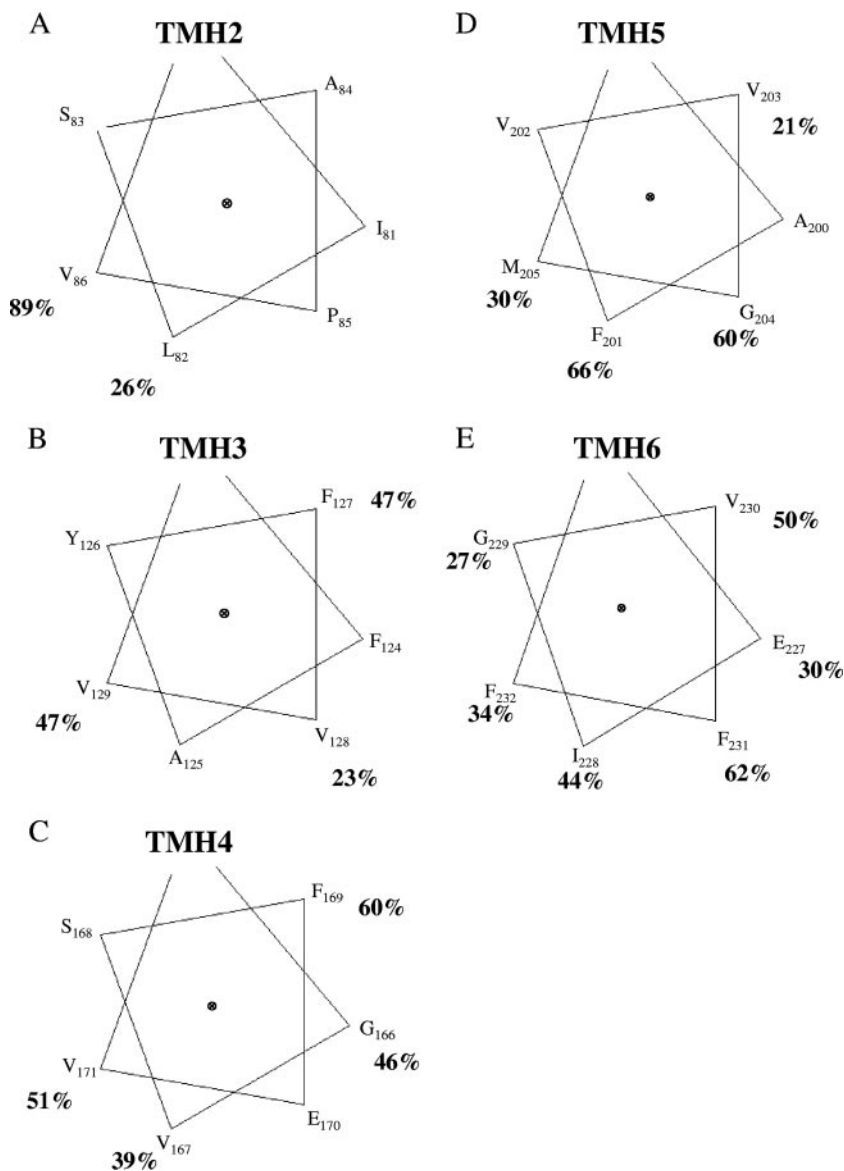 A
TMH2
A84
S83
I81
V86
89%
P85
L82
26%
B
TMH3
F127 47%
Y126
F124
V129
47%
V128
A125
23%
C
TMH4
F169 60%
S168
G166
46%
V171
51%
E170
V167
39%
D
TMH5
V203
21%
V202
A200
M205
30%
G204
60%
F201
66%
E
TMH6
V230
50%
G229
27%
E227
30%
F232
34%
F231
62%
I228
44%